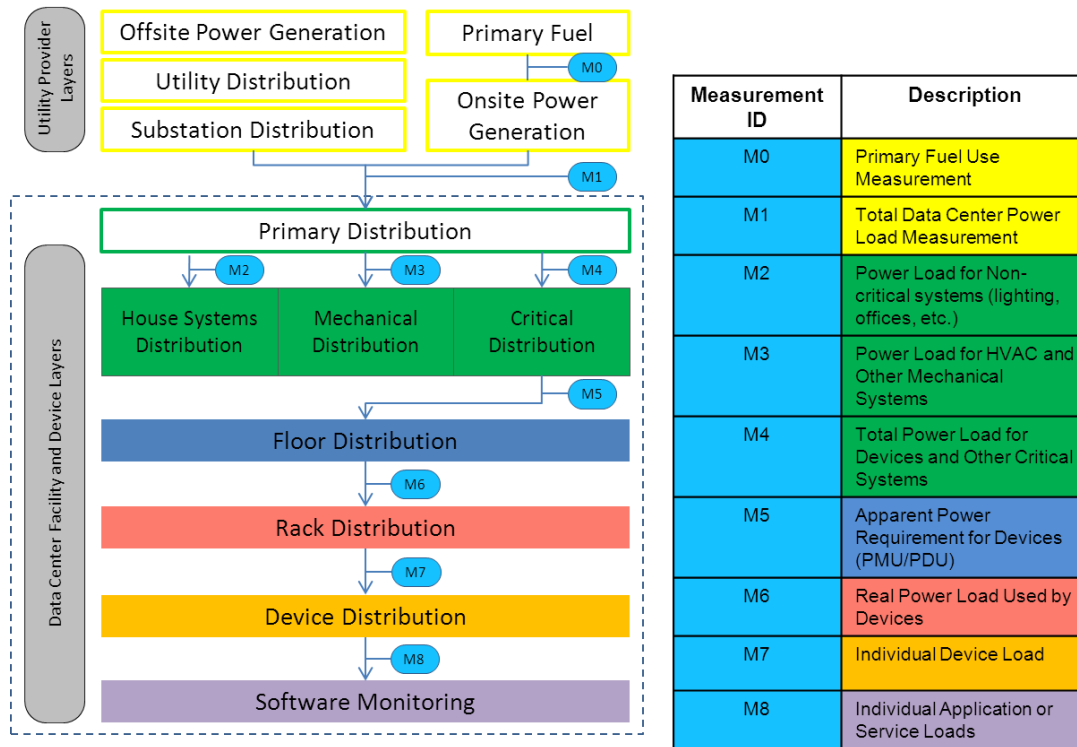 Utility Provider
Layers
Offsite Power Generation
Utility Distribution
Substation Distribution
Primary Fuel
M0
Onsite Power
Generation
M1
Data Center Facility and Device Layers
Primary Distribution
M2
M3
M4
House Systems
Distribution
Mechanical
Distribution
Critical
Distribution
M5
Floor Distribution
M6
Rack Distribution
M7
Device Distribution
M8
Software Monitoring
Measurement
ID
Description
M0
Primary Fuel Use
Measurement
M1
Total Data Center Power
Load Measurement
M2
Power Load for Non-
critical systems (lighting,
offices, etc.)
M3
Power Load for HVAC and
Other Mechanical
Systems
M4
Total Power Load for
Devices and Other Critical
Systems
M5
Apparent Power
Requirement for Devices
(PMU/PDU)
M6
Real Power Load Used by
Devices
M7
Individual Device Load
M8
Individual Application or
Service Loads